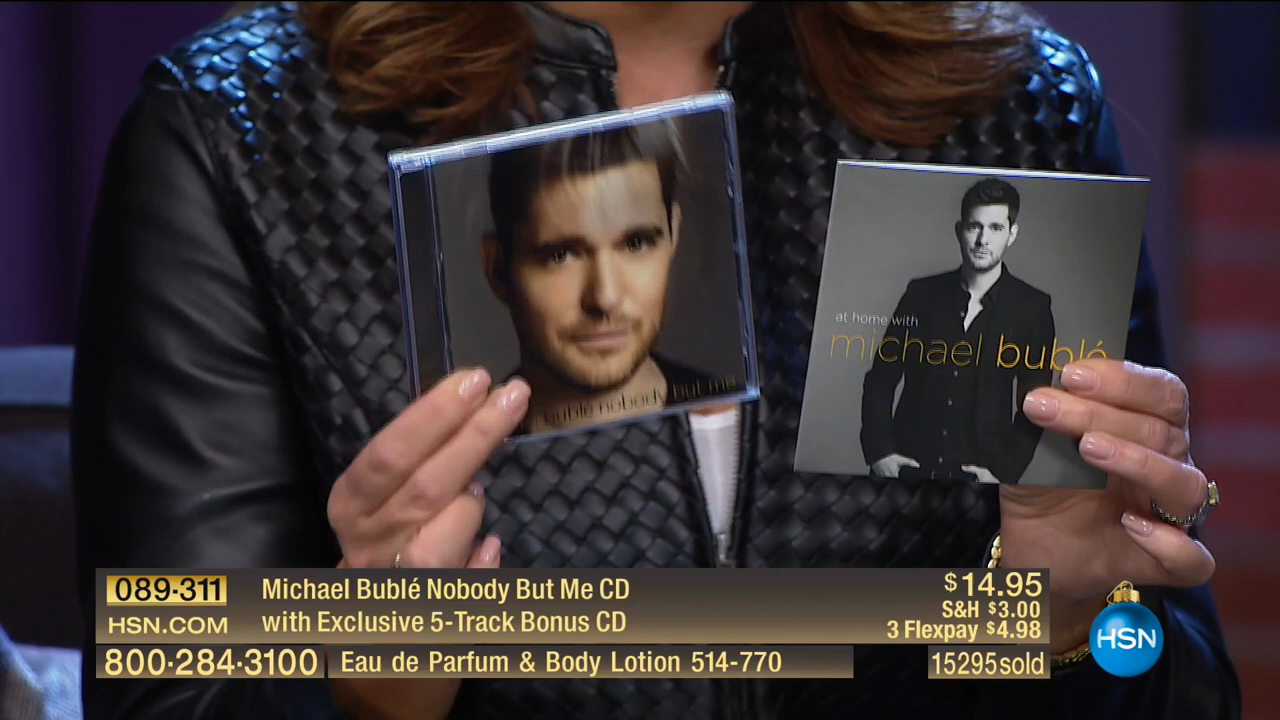 at home with
michael bublé
bublé nobody but me
089-311
Michael Bublé Nobody But Me CD
$14.95
HSN.COM
with Exclusive 5-Track Bonus CD
S&H $3.00
3 Flexpay $4.98
HSN
800·284·3100
Eau de Parfum & Body Lotion 514-770
15295sold